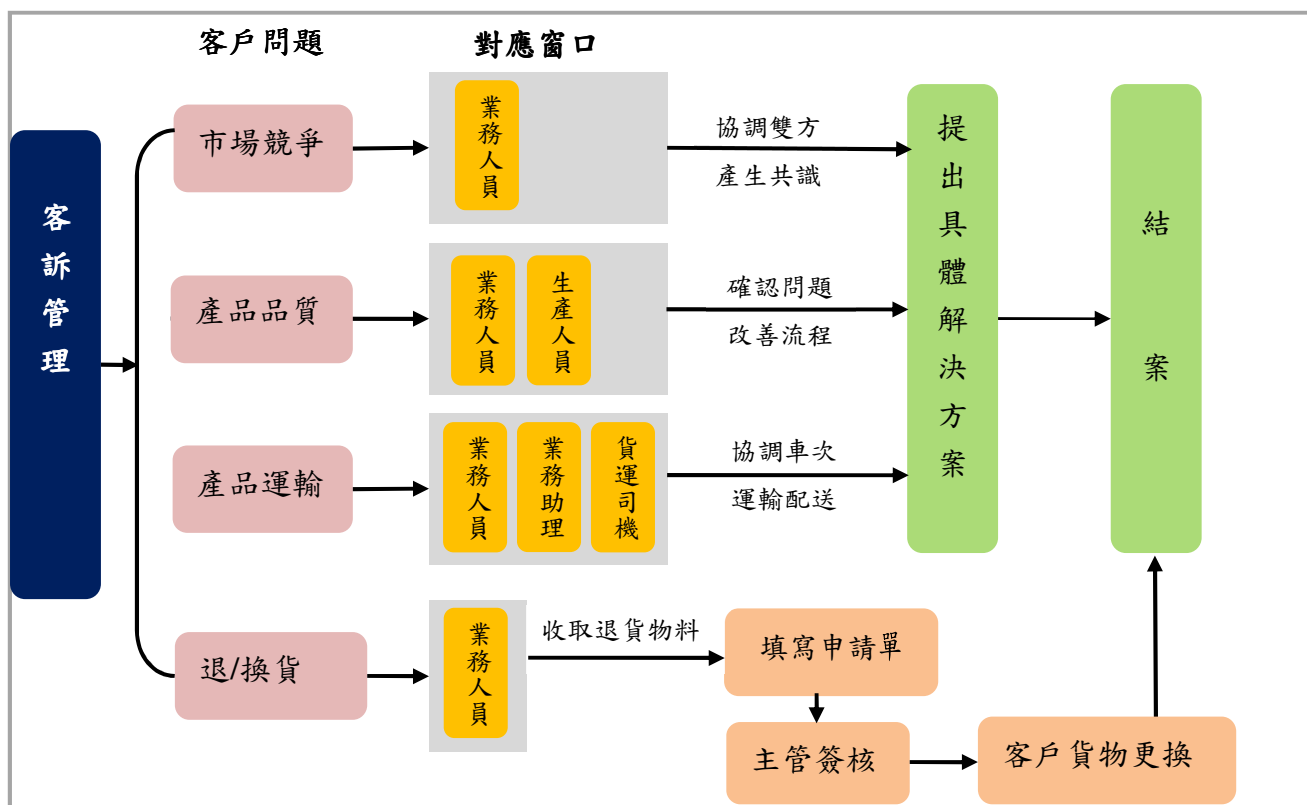 客戶問題
對應窗口
客訴管理
市場競爭
業務人員
協調雙方
產生共識
產品品質
業務人員
生產人員
確認問題
改善流程
產品運輸
業務人員
業務助理
貨運司機
協調車次
運輸配送
提出具體解決方案
結案
退/換貨
業務人員
收取退貨物料
填寫申請單
主管簽核
客戶貨物更換